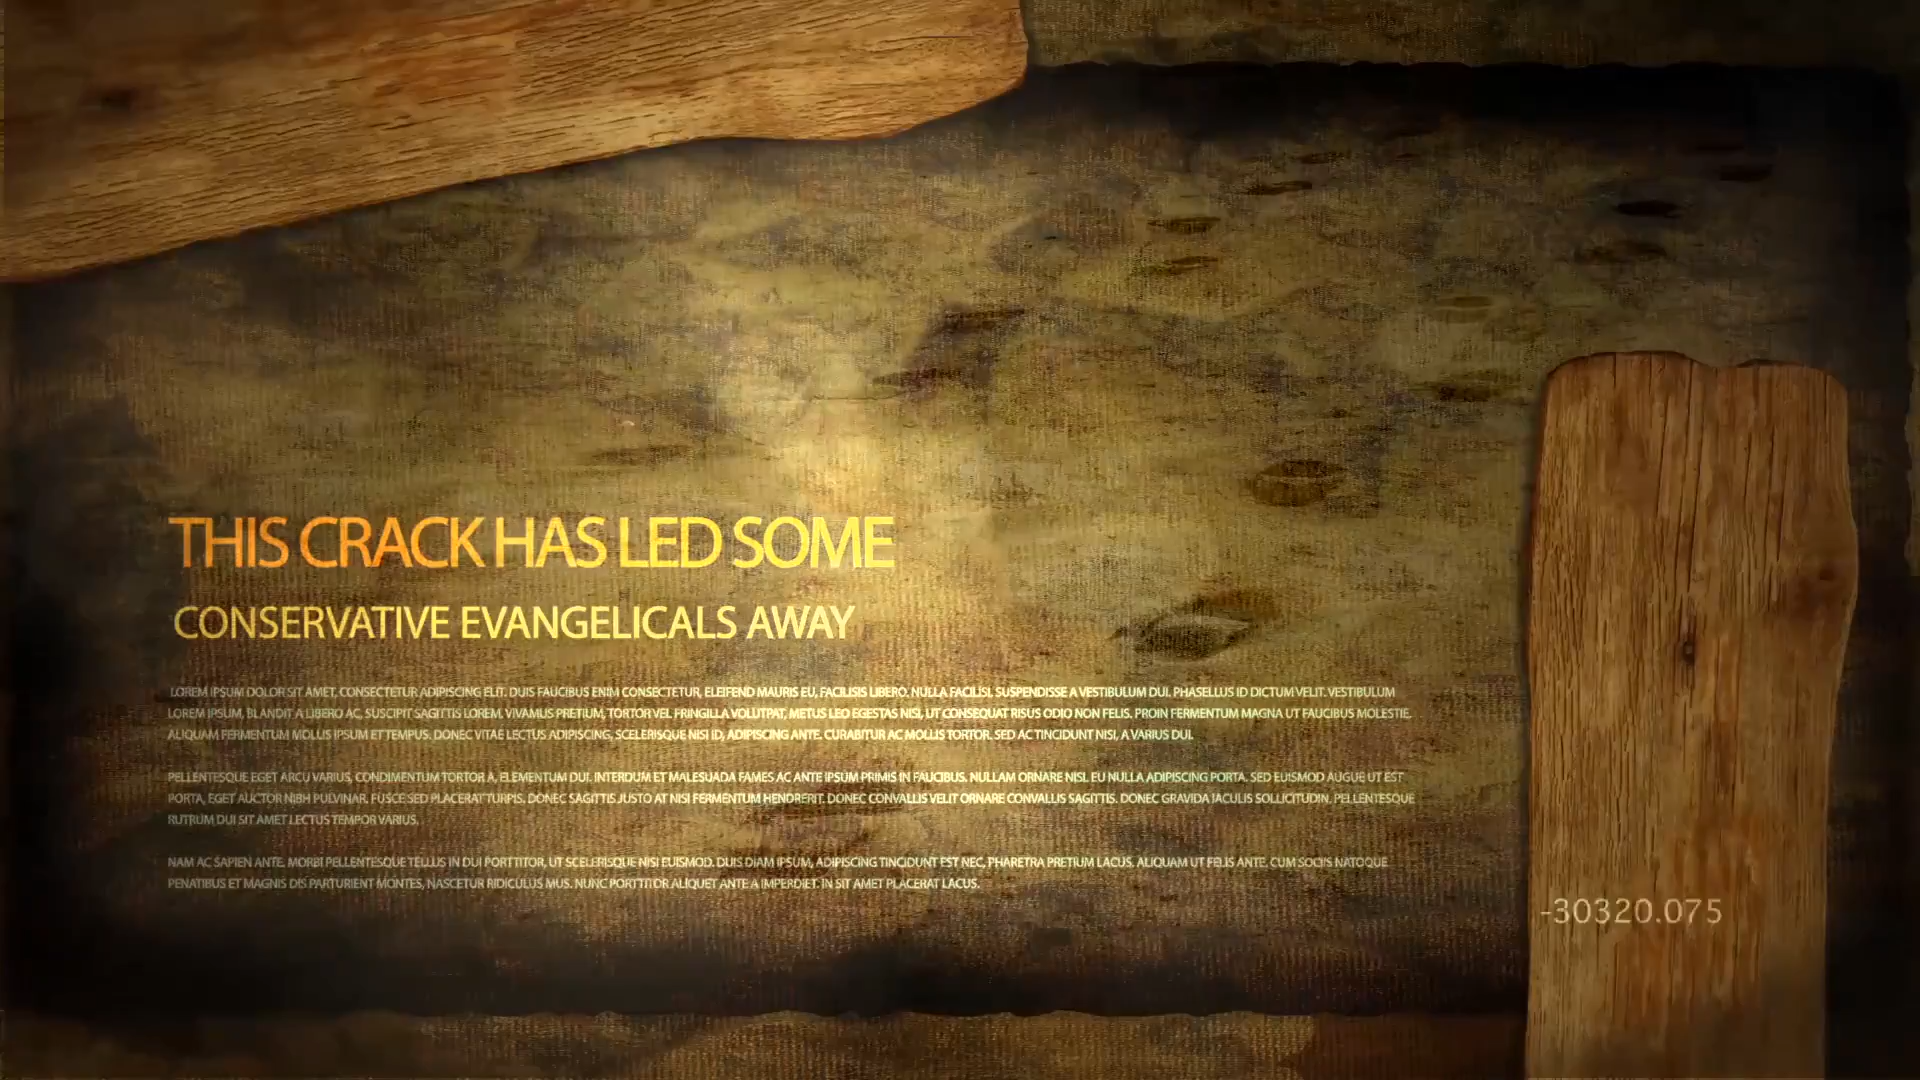 THIS CRACK HAS LED SOME
CONSERVATIVE EVANGELICALS AWAY
LOREM IPSUM DOLOR SIT AMET, CONSECTETUR ADIPISCING ELIT. DUIS FAUCIBUS ENIM CONSECTETUR, ELEIFEND MAURIS EU, FACILISIS LIBERO. NULLA FACILISI. SUSPENDISSE A VESTIBULUM DUI. PHASELLUS ID DICTUM VELIT. VESTIBULUM
LOREM IPSUM, BLANDIT A LIBERO AC, SUSCIPIT SAGITTIS LOREM. VIVAMUS PRETIUM, TORTOR VEL FRINGILLA VOLUTPAT, METUS LEO EGESTAS NISI, UT CONSEQUAT RISUS ODIO NON FELIS. PROIN FERMENTUM MAGNA UT FAUCIBUS MOLESTIE.
ALIQUAM FERMENTUM MOLLIS IPSUM ET TEMPUS. DONEC VITAE LECTUS ADIPISCING, SCELERISQUE NISI ID, ADIPISCING ANTE. CURABITUR AC MOLLIS TORTOR. SED AC TINCIDUNT NISI, A VARIUS DUI.
PELLENTESQUE EGET ARCU VARIUS, CONDIMENTUM TORTOR A, ELEMENTUM DUI. INTERDUM ET MALESUADA FAMES AC ANTE IPSUM PRIMIS IN FAUCIBUS. NULLAM ORNARE NISL EU NULLA ADIPISCING PORTA. SED EUISMOD AUGUE UT EST
PORTA, EGET AUCTOR NIBH PULVINAR. FUSCE SED PLACERAT TURPIS. DONEC SAGITTIS JUSTO AT NISI FERMENTUM HENDRERIT. DONEC CONVALLIS VELIT ORNARE CONVALLIS SAGITTIS. DONEC GRAVIDA IACULIS SOLLICITUDIN. PELLENTESQUE
RUTRUM DUI SIT AMET LECTUS TEMPOR VARIUS.
NAM AC SAPIEN ANTE. MORBI PELLENTESQUE TELLUS IN DUI PORTTITOR, UT SCELERISQUE NISI EUISMOD. DUIS DIAM IPSUM, ADIPISCING TINCIDUNT EST NEC, PHARETRA PRETIUM LACUS. ALIQUAM UT FELIS ANTE. CUM SOCIIS NATOQUE
PENATIBUS ET MAGNIS DIS PARTURIENT MONTES, NASCETUR RIDICULUS MUS. NUNC PORTTITOR ALIQUET ANTE A IMPERDIET. IN SIT AMET PLACERAT LACUS.
-30320.075